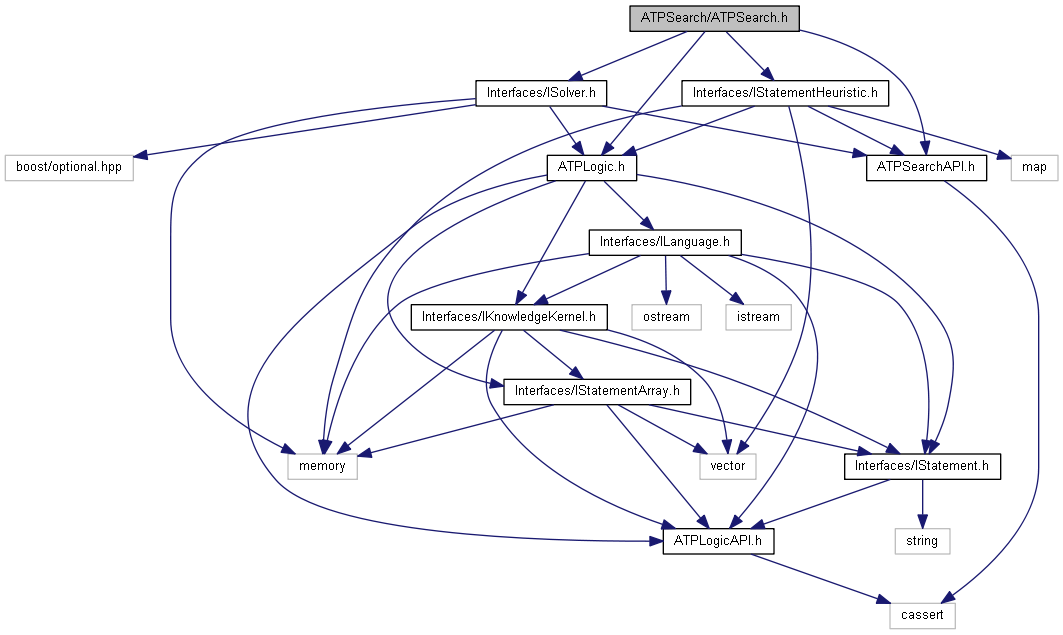 ATPSearch/ATPSearch.h
Interfaces/ISolver.h
Interfaces/IStatementHeuristic.h
boost/optional.hpp
ATPLogic.h
ATPSearchAPI.h
map
Interfaces/ILanguage.h
Interfaces/IKnowledgeKernel.h
ostream
istream
Interfaces/IStatementArray.h
memory
vector
Interfaces/IStatement.h
ATPLogicAPI.h
string
cassert